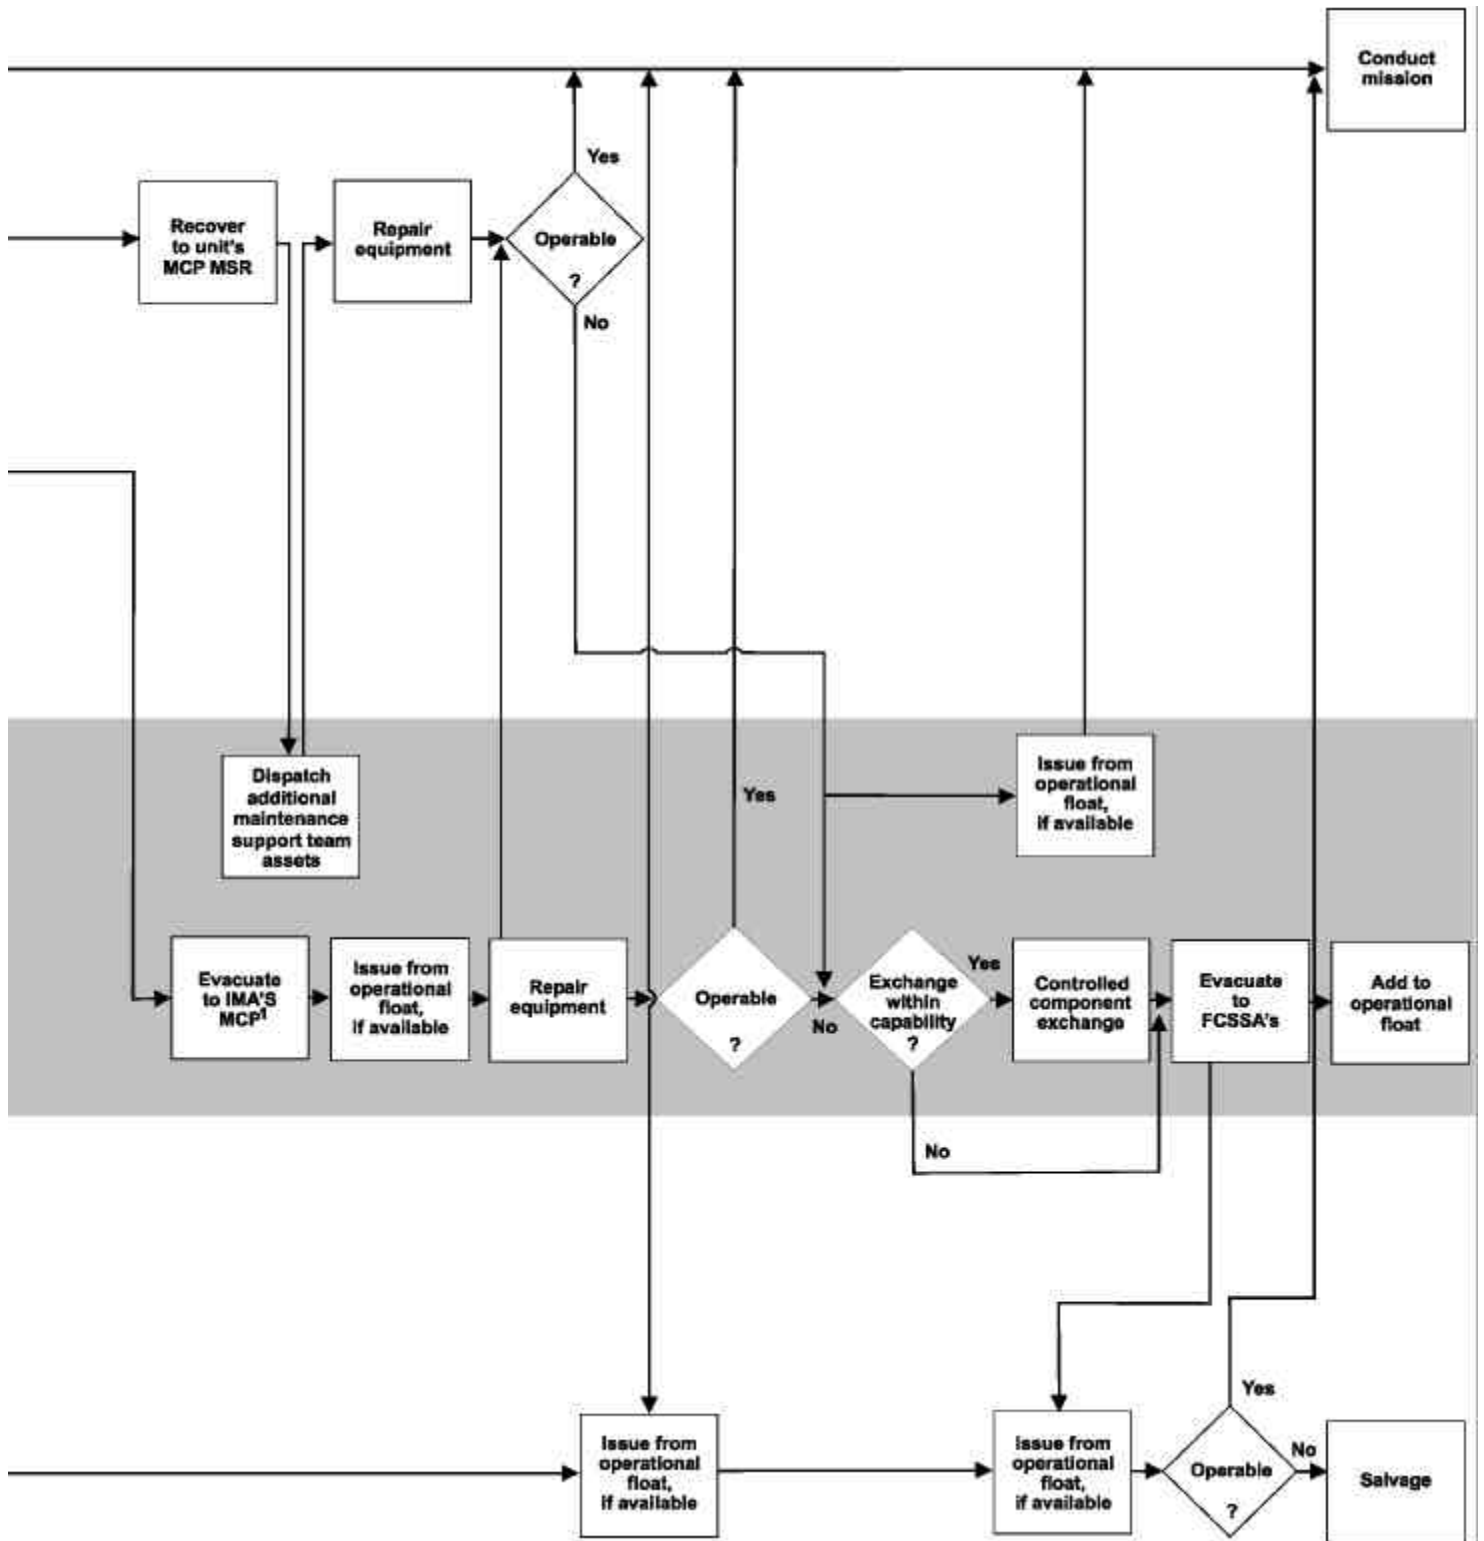 Conduct
mission
Yes
Recover
to unit's
MCP MSR
Repair
equipment
Operable
?
No
Dispatch
additional
maintenance
support team
assets
Yes
Issue from
operational
float,
if available
Evacuate
to IMA'S
MCP1
Issue from
operational
float,
if available
Repair
equipment
Operable
?
No
Exchange
within
capability
?
Yes
Controlled
component
exchange
Evacuate
to
FCSSA's
Add to
operational
float
No
Yes
Issue from
operational
float,
if available
Issue from
operational
float,
if available
Operable
?
No
Salvage